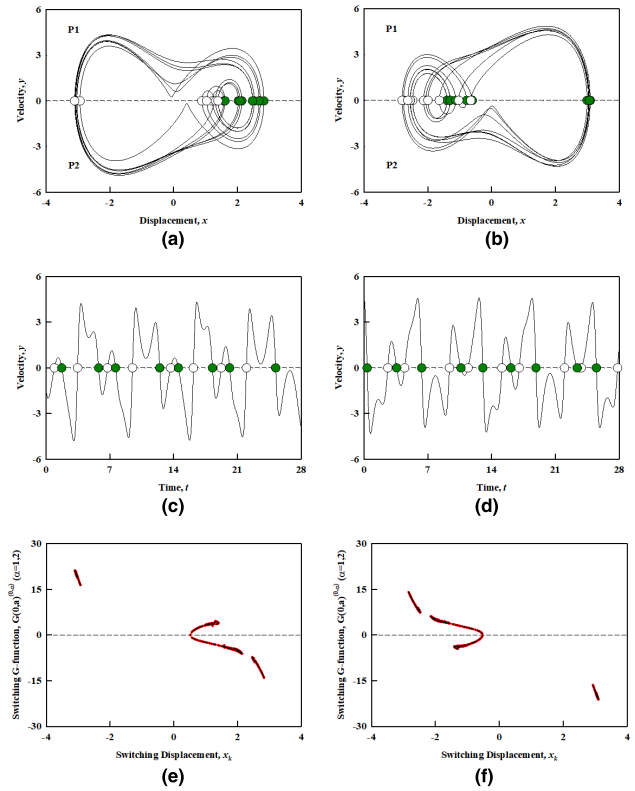 P1
P2
Velocity, y
6
3
0
-3
-6
-4
-2
0
2
4
Displacement, x
(a)
P1
P2
Velocity, y
6
3
0
-3
-6
-4
-2
0
2
4
Displacement, x
(b)
Velocity, y
6
3
0
-3
-6
0
7
14
21
28
Time, t
(c)
Velocity, y
6
3
0
-3
-6
0
7
14
21
28
Time, t
(d)
Switching G-function, G(0,a)^(0,α) (α=1,2)
30
15
0
-15
-30
-4
-2
0
2
4
Switching Displacement, x_k
(e)
Switching G-function, G(0,a)^(0,α) (α=1,2)
30
15
0
-15
-30
-4
-2
0
2
4
Switching Displacement, x_k
(f)